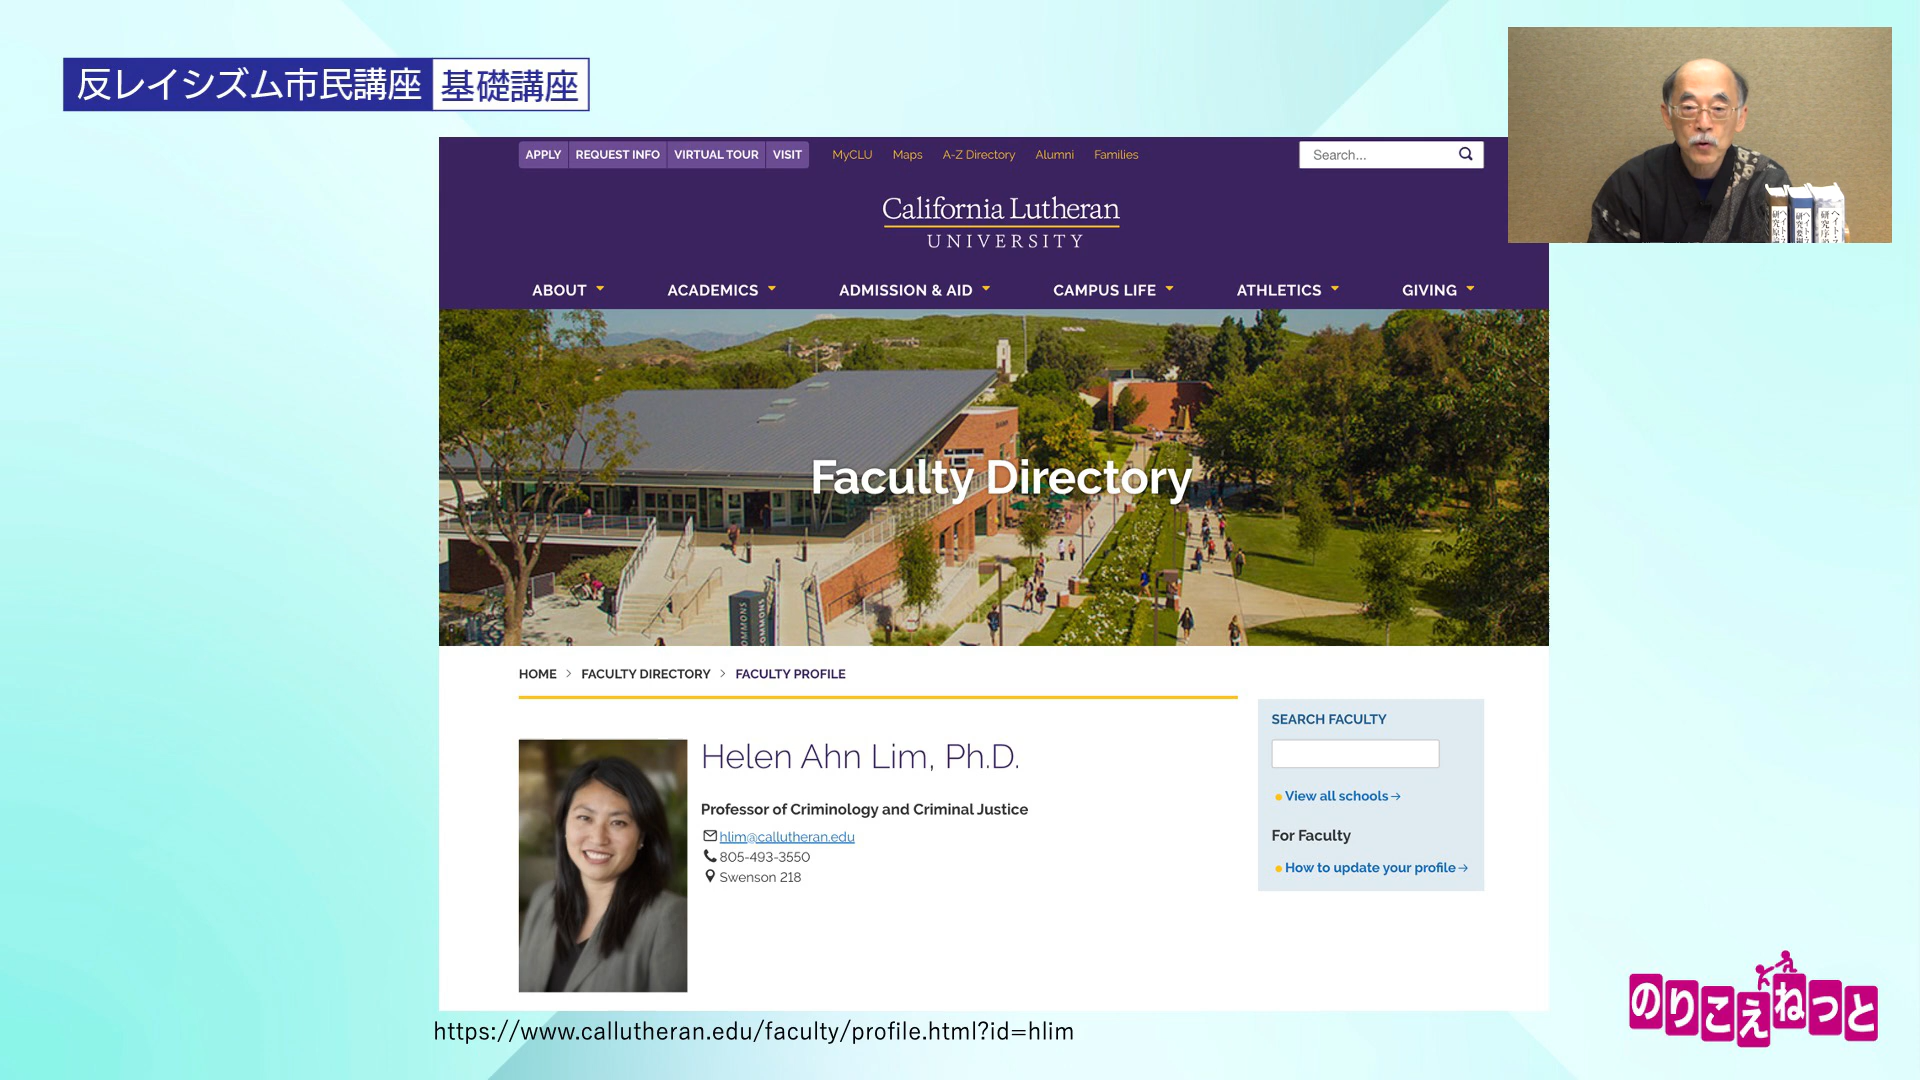 反レイシズム市民講座 基礎講座
APPLY REQUEST INFO VIRTUAL TOUR VISIT MyCLU Maps A-Z Directory Alumni Families Search...
California Lutheran
UNIVERSITY
ABOUT ACADEMICS ADMISSION & AID CAMPUS LIFE ATHLETICS GIVING
Faculty Directory
COMMONS
COMMONS
HOME > FACULTY DIRECTORY > FACULTY PROFILE
Helen Ahn Lim, Ph.D.
Professor of Criminology and Criminal Justice
hlim@callutheran.edu
805-493-3550
Swenson 218
SEARCH FACULTY
View all schools→
For Faculty
How to update your profile→
https://www.callutheran.edu/faculty/profile.html?id=hlim
のりこえねっと